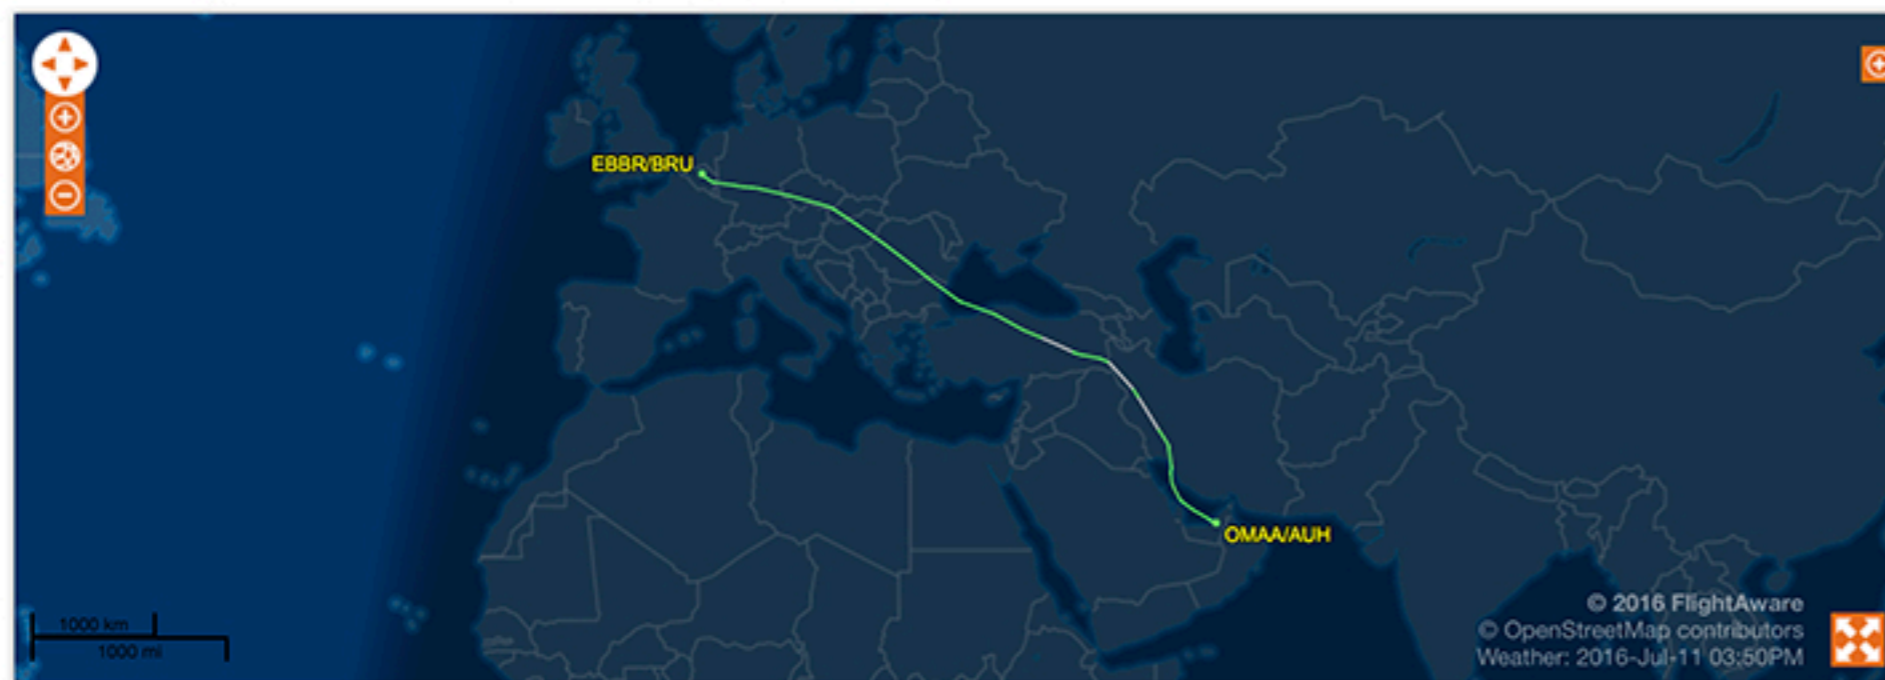 EBBR/BRU
OMAA/AUH
1000 km
1000 mi
© 2016 FlightAware
© OpenStreetMap contributors
Weather: 2016-Jul-11 03:50PM